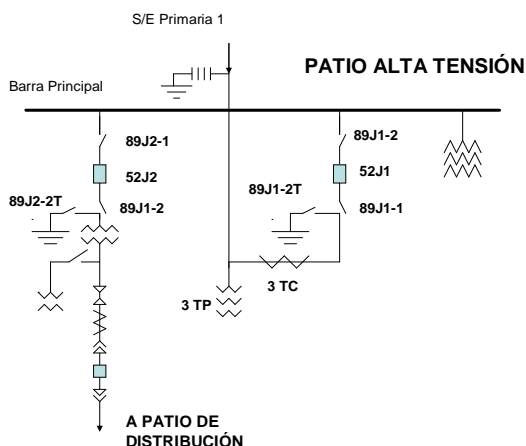 S/E Primaria 1
PATIO ALTA TENSIÓN
Barra Principal
89J2-1
89J1-2
52J2
52J1
89J2-2T
89J1-2
89J1-2T
89J1-1
3 TC
3 TP
A PATIO DE
DISTRIBUCIÓN